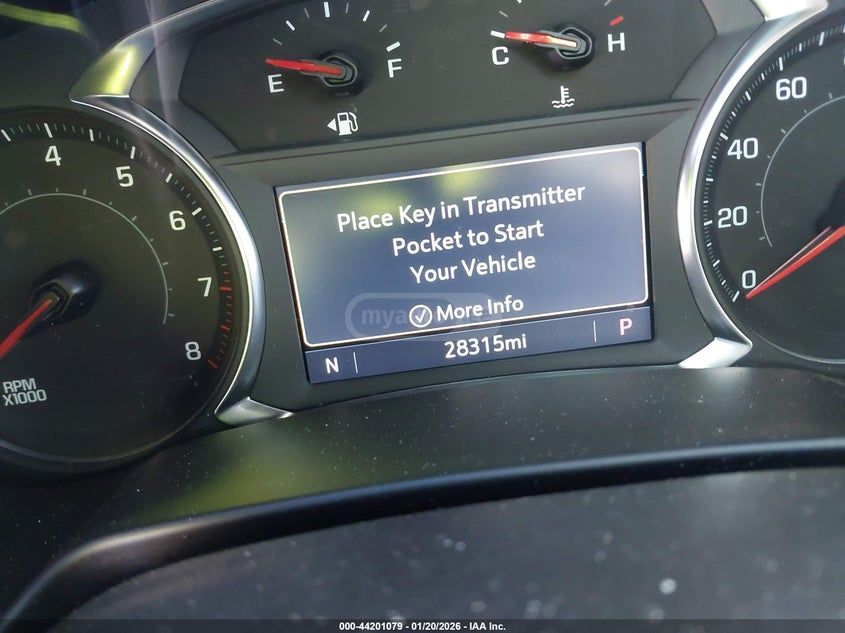 E F
C H
4
5
6
7
8
RPM
X1000
60
40
20
0
Place Key in Transmitter
Pocket to Start
Your Vehicle
More Info
N 28315mi P
000-44201079 - 01/20/2026 - IAA Inc.